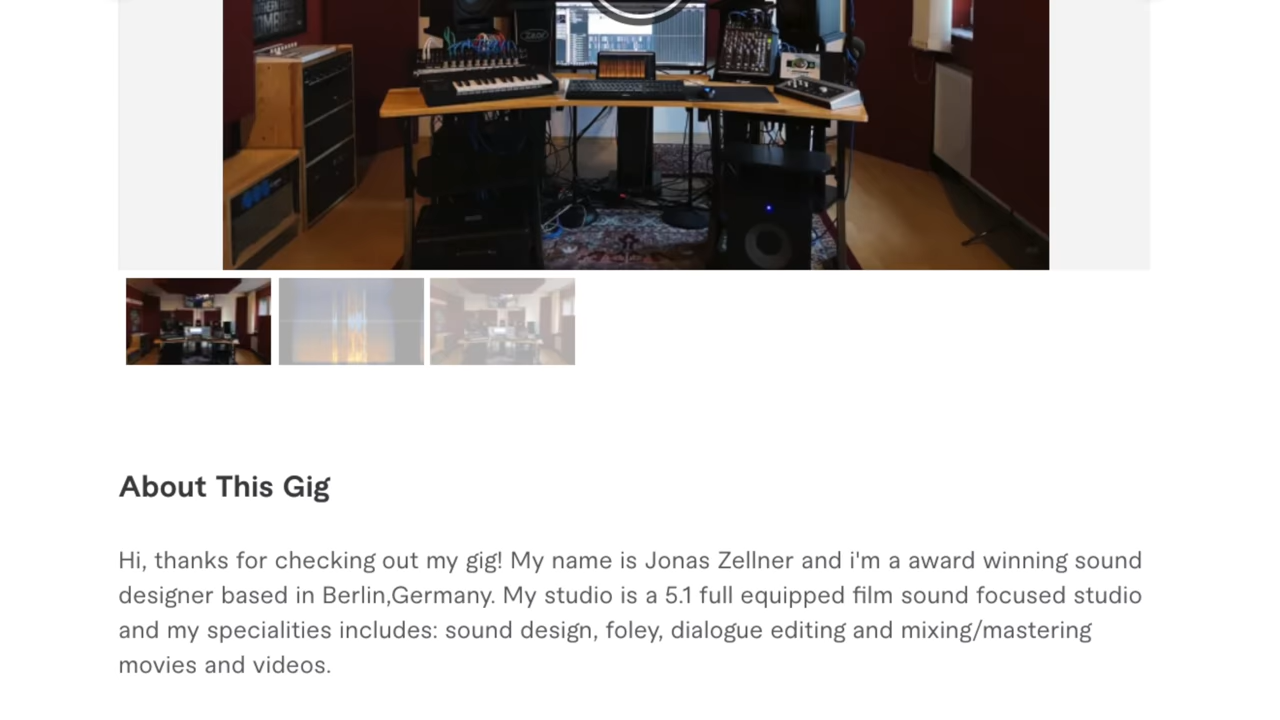 About This Gig
Hi, thanks for checking out my gig! My name is Jonas Zellner and i'm a award winning sound
designer based in Berlin,Germany. My studio is a 5.1 full equipped film sound focused studio
and my specialities includes: sound design, foley, dialogue editing and mixing/mastering
movies and videos.